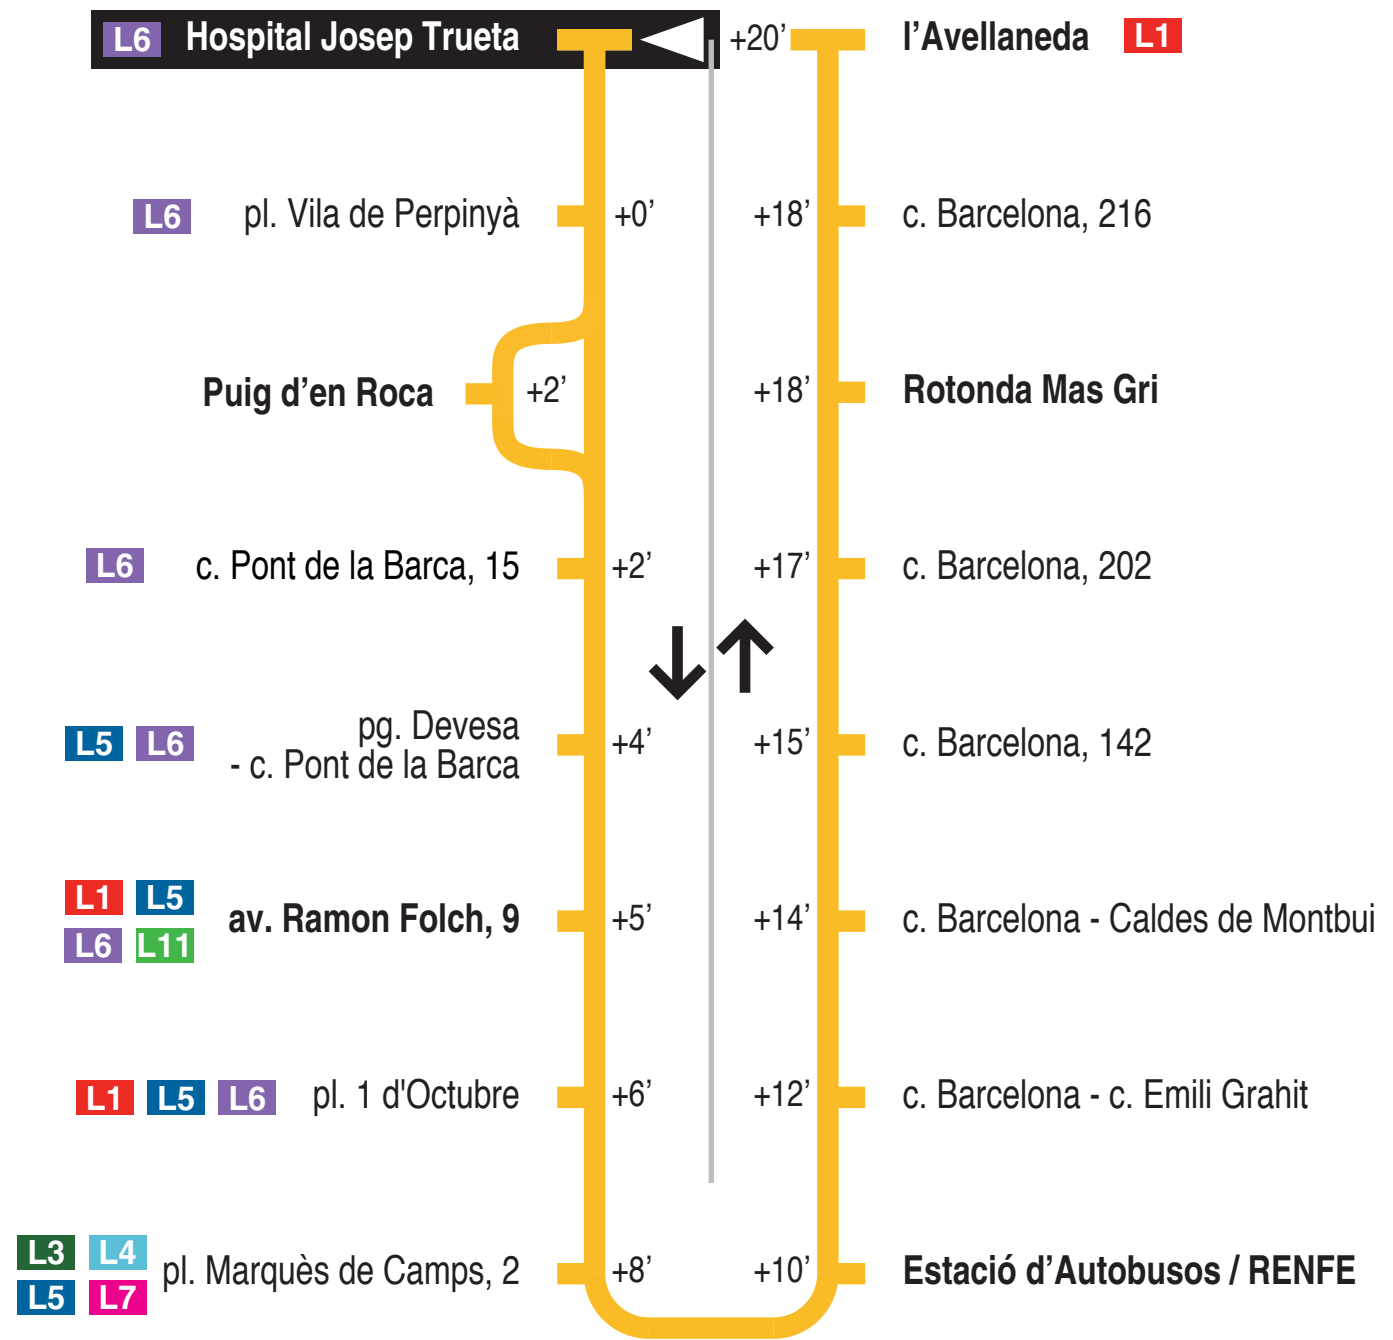 L6 Hospital Josep Trueta
L6 pl. Vila de Perpinyà +0’
Puig d’en Roca +2’
L6 c. Pont de la Barca, 15 +2’
pg. Devesa
L5 L6 - c. Pont de la Barca +4’
L1 L5
L6 L11
av. Ramon Folch, 9 +5’
L1 L5 L6 pl. 1 d'Octubre +6’
L3 L4
L5 L7
pl. Marquès de Camps, 2 +8’
+20’ l’Avellaneda L1
+18’ c. Barcelona, 216
+18’ Rotonda Mas Gri
+17’ c. Barcelona, 202
+15’ c. Barcelona, 142
+14’ c. Barcelona - Caldes de Montbui
+12’ c. Barcelona - c. Emili Grahit
+10’ Estació d’Autobusos / RENFE